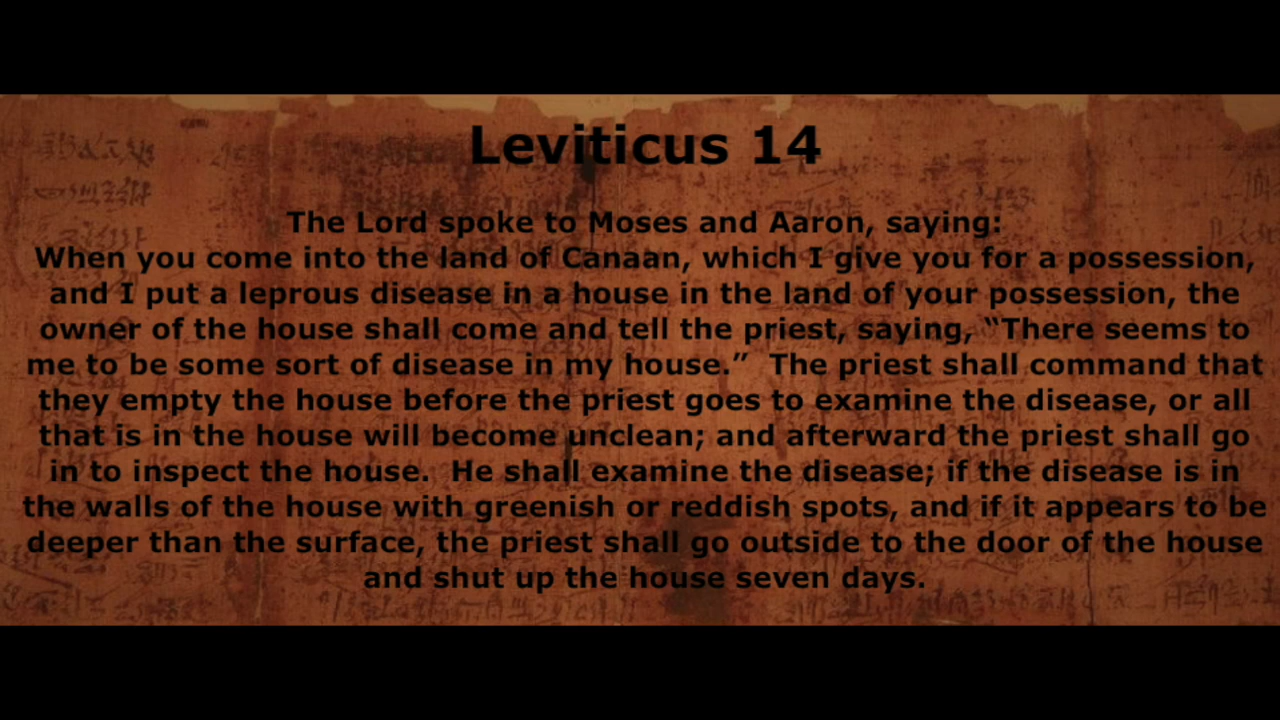 Leviticus 14
The Lord spoke to Moses and Aaron, saying:
When you come into the land of Canaan, which I give you for a possession,
and I put a leprous disease in a house in the land of your possession, the
owner of the house shall come and tell the priest, saying, “There seems to
me to be some sort of disease in my house.”  The priest shall command that
they empty the house before the priest goes to examine the disease, or all
that is in the house will become unclean; and afterward the priest shall go
in to inspect the house.  He shall examine the disease; if the disease is in
the walls of the house with greenish or reddish spots, and if it appears to be
deeper than the surface, the priest shall go outside to the door of the house
and shut up the house seven days.